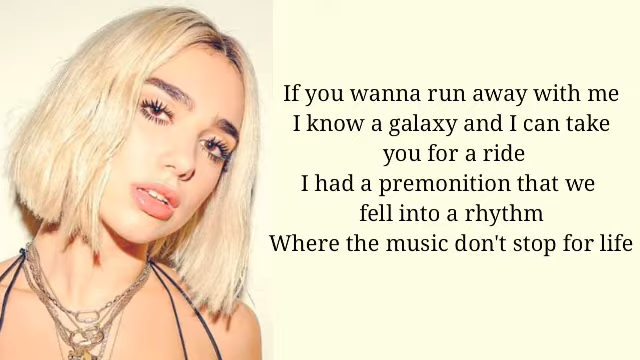 If you wanna run away with me
I know a galaxy and I can take
you for a ride
I had a premonition that we
fell into a rhythm
Where the music don't stop for life